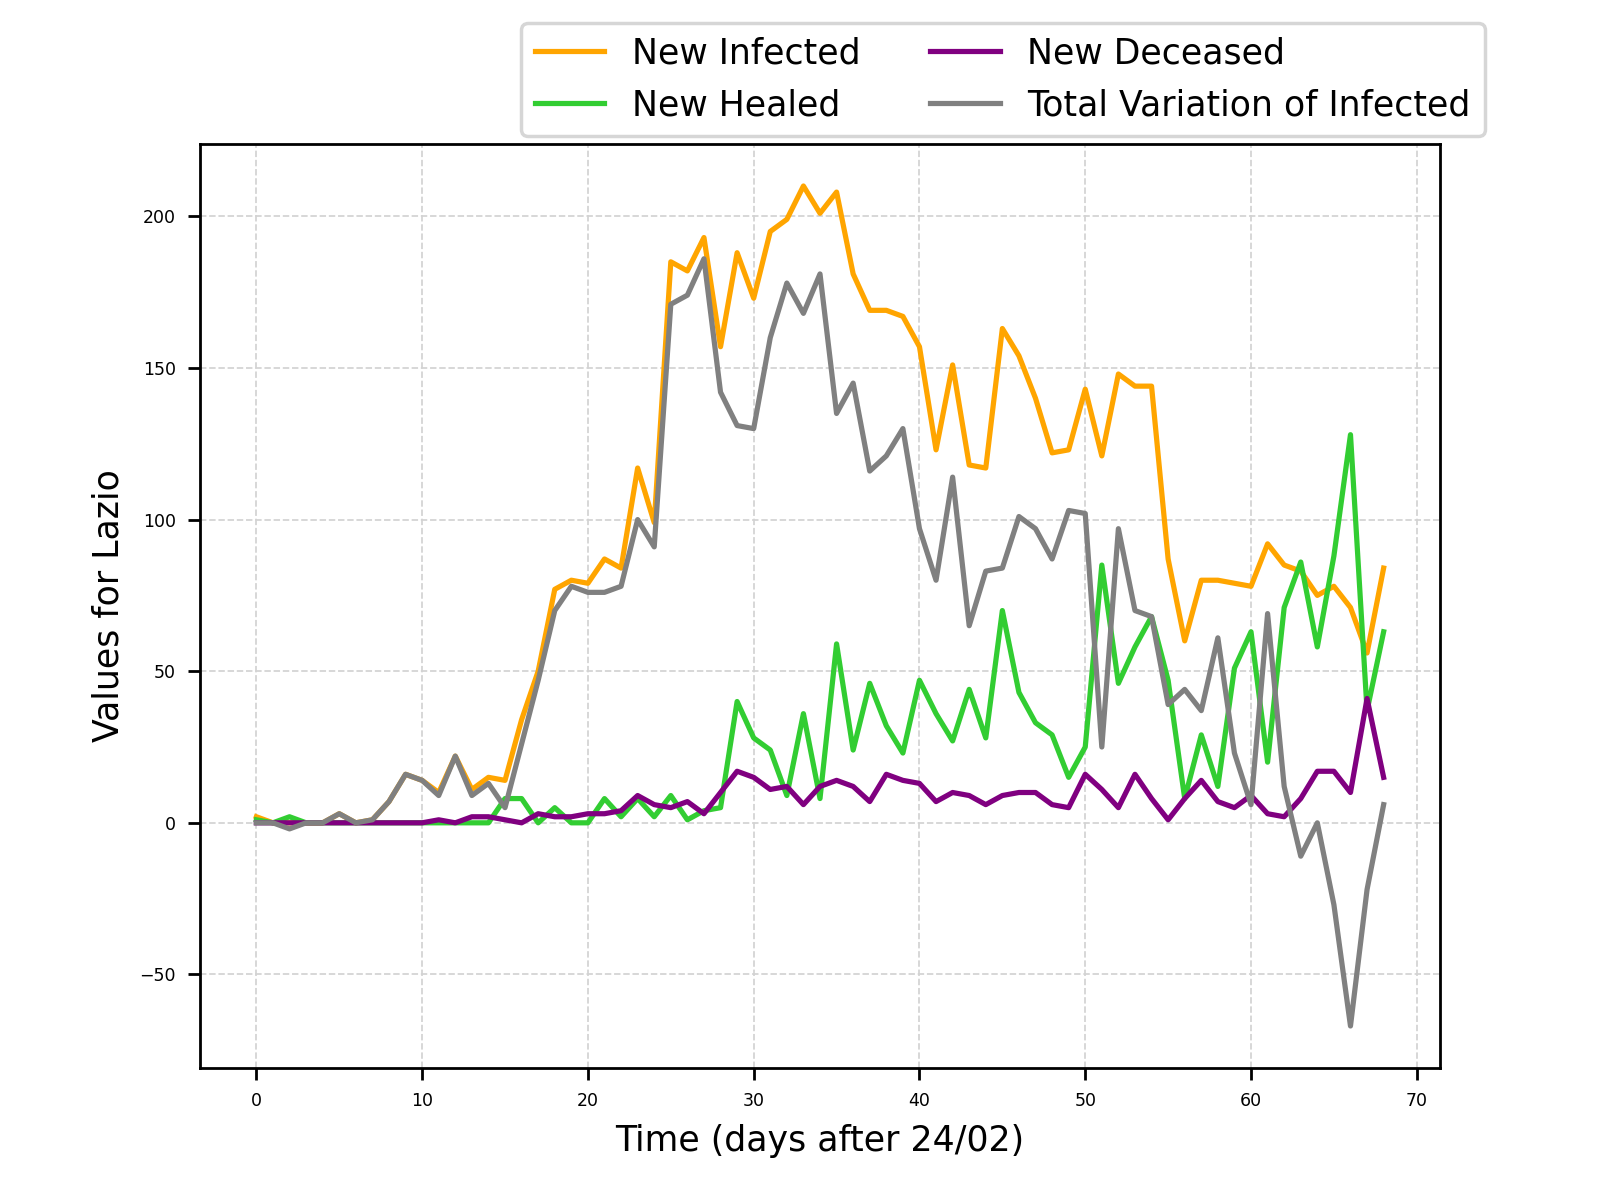 New Infected
New Healed
New Deceased
Total Variation of Infected
Values for Lazio
200
150
100
50
0
−50
0 10 20 30 40 50 60 70
Time (days after 24/02)